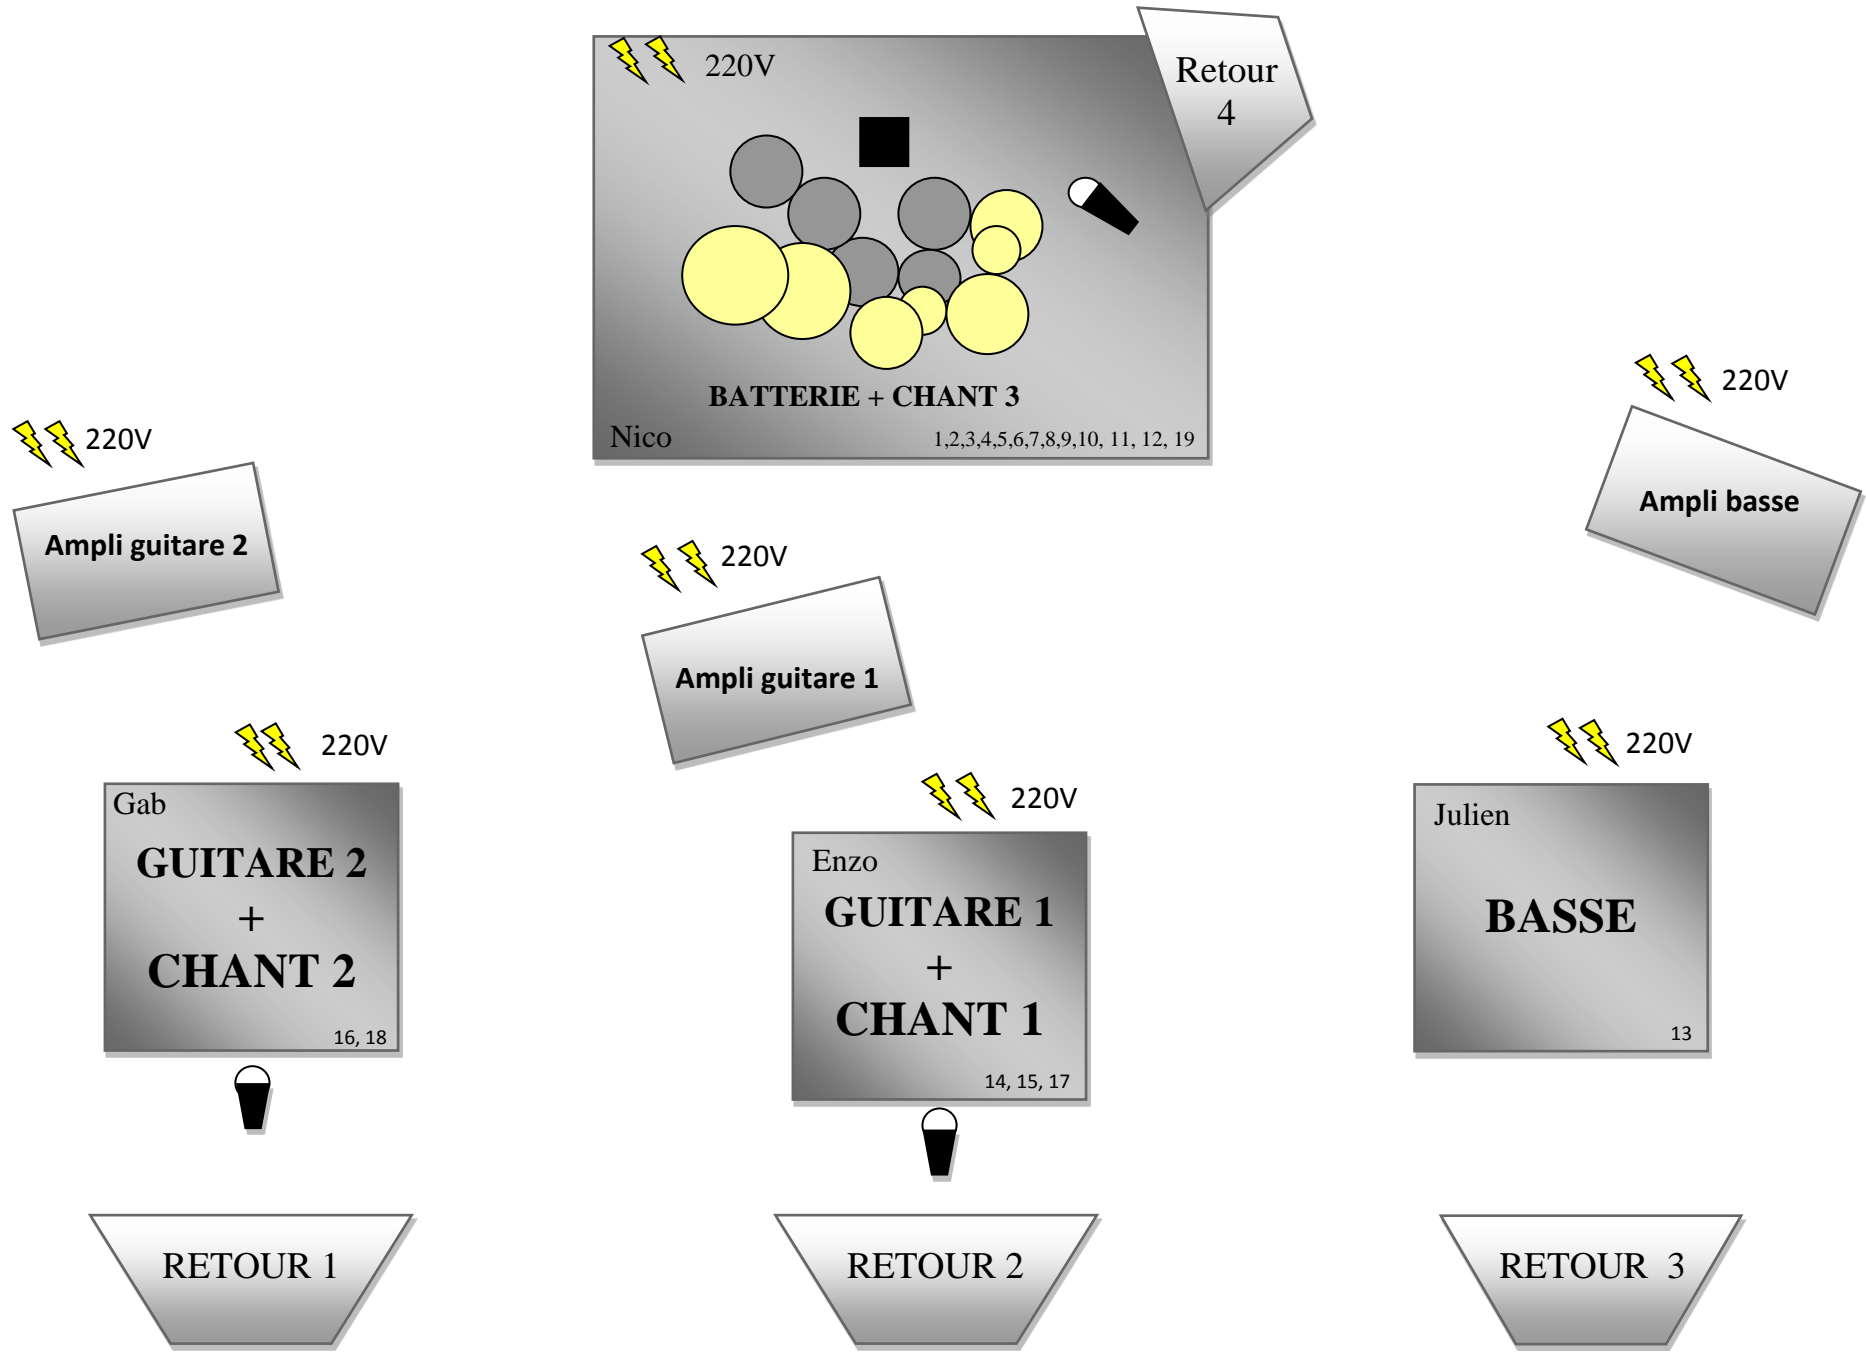 220V
Retour
4
BATTERIE + CHANT 3
Nico
1,2,3,4,5,6,7,8,9,10, 11, 12, 19
220V
Ampli basse
220V
Ampli guitare 2
220V
Ampli guitare 1
220V
Gab
GUITARE 2
+
CHANT 2
16, 18
220V
Enzo
GUITARE 1
+
CHANT 1
14, 15, 17
220V
Julien
BASSE
13
RETOUR 1
RETOUR 2
RETOUR 3